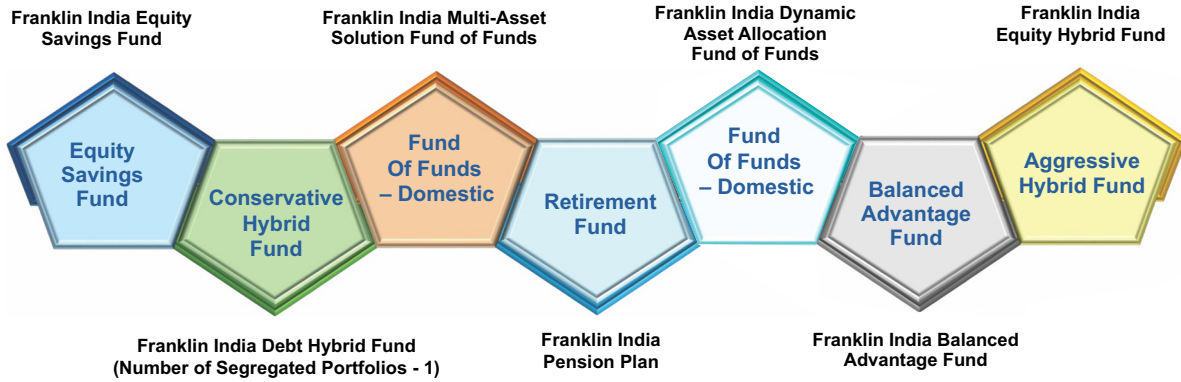 Franklin India Equity
Savings Fund
Franklin India Multi-Asset
Solution Fund of Funds
Franklin India Dynamic
Asset Allocation
Fund of Funds
Franklin India
Equity Hybrid Fund
Equity
Savings
Fund
Conservative
Hybrid
Fund
Fund
Of Funds
– Domestic
Retirement
Fund
Fund
Of Funds
– Domestic
Balanced
Advantage
Fund
Aggressive
Hybrid Fund
Franklin India Debt Hybrid Fund
(Number of Segregated Portfolios - 1)
Franklin India
Pension Plan
Franklin India Balanced
Advantage Fund